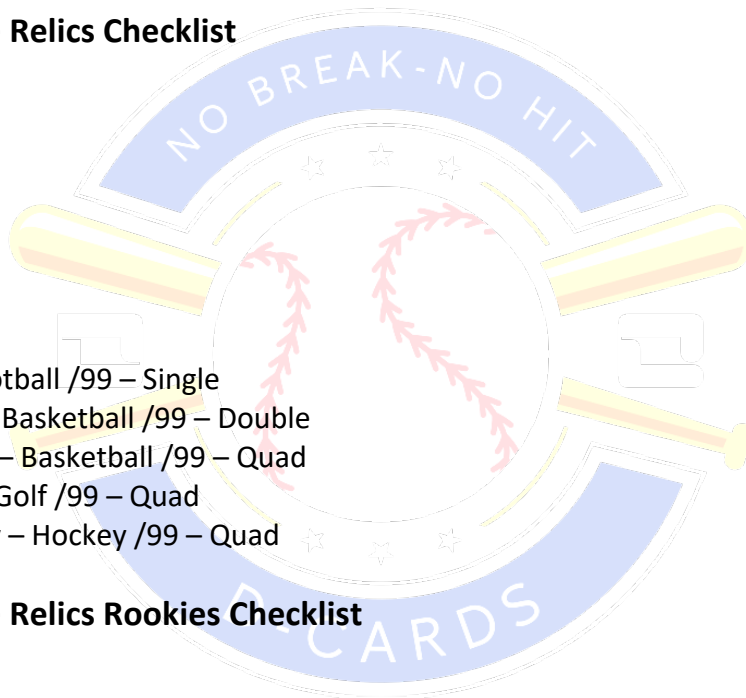 Relics Checklist
NO BREAK-NO HIT
/99 – Single
Basketball /99 – Double
– Basketball /99 – Quad
Golf /99 – Quad
– Hockey /99 – Quad
Relics Rookies Checklist
D-CARDS